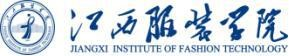 江西服装学院
JIANGXI INSTITUTE OF FASHION TECHNOLOGY